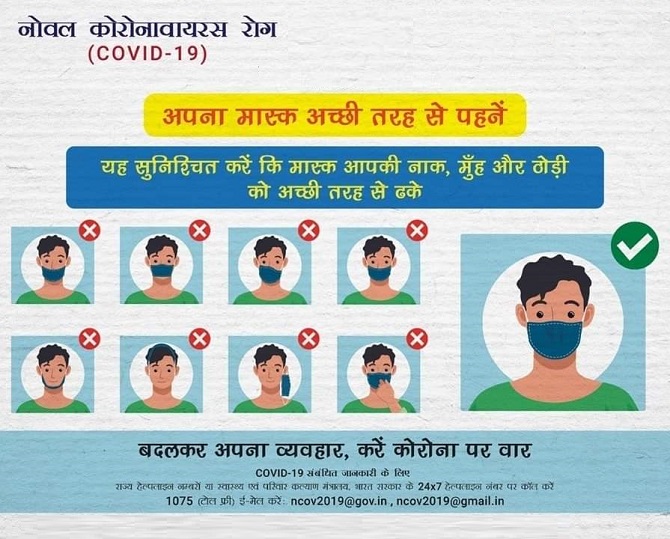 नोवल कोरोनावायरस रोग
(COVID-19)
अपना मास्क अच्छी तरह से पहनें
यह सुनिश्चित करें कि मास्क आपकी नाक, मुँह और ठोड़ी
को अच्छी तरह से ढके
बदलकर अपना व्यवहार, करें कोरोना पर वार
COVID-19 संबंधित जानकारी के लिए
राज्य हेल्पलाइन नम्बरों या स्वास्थ्य एवं परिवार कल्याण मंत्रालय, भारत सरकार के 24x7 हेल्पलाइन नंबर पर कॉल करें
1075 (टोल फ्री) ई-मेल करें: ncov2019@gov.in , ncov2019@gmail.in